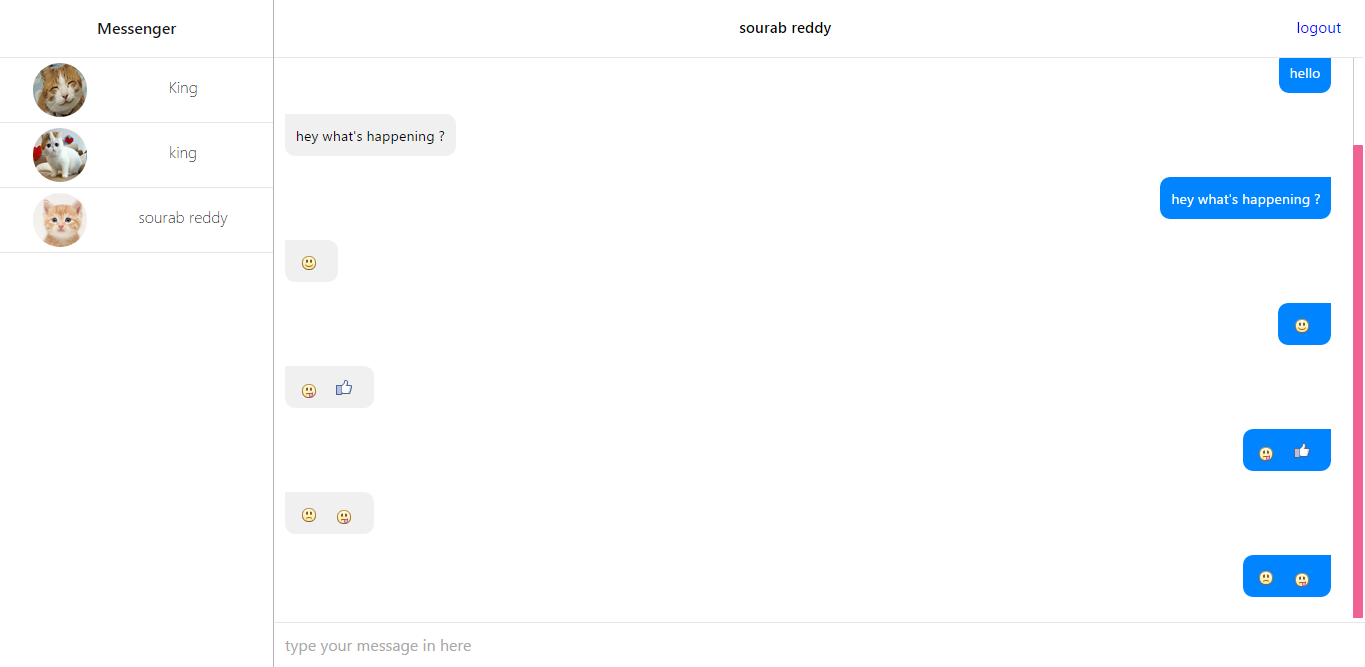 Messenger
sourab reddy
logout
King
king
sourab reddy
hello
hey what's happening ?
hey what's happening ?
type your message in here